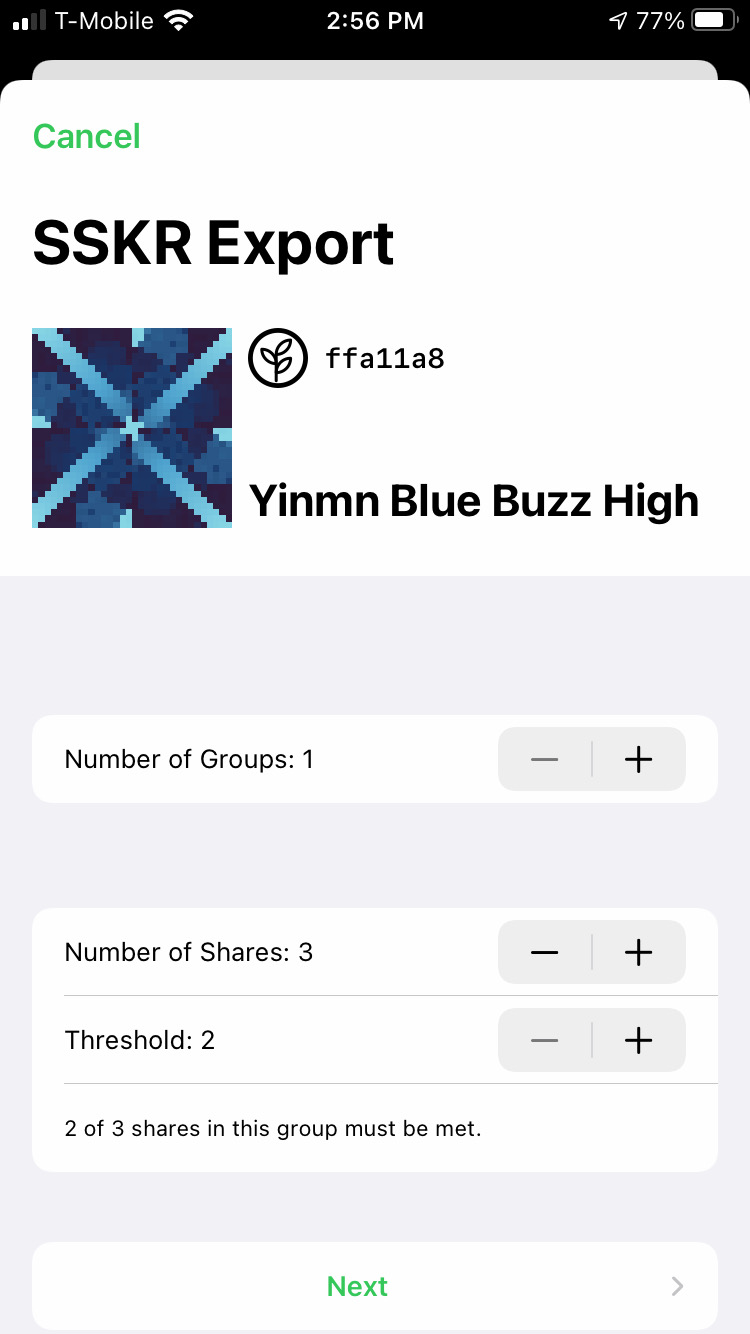 T-Mobile 2:56 PM 77%
Cancel
SSKR Export
ffa11a8
Yinmn Blue Buzz High
Number of Groups: 1
Number of Shares: 3
Threshold: 2
2 of 3 shares in this group must be met.
Next